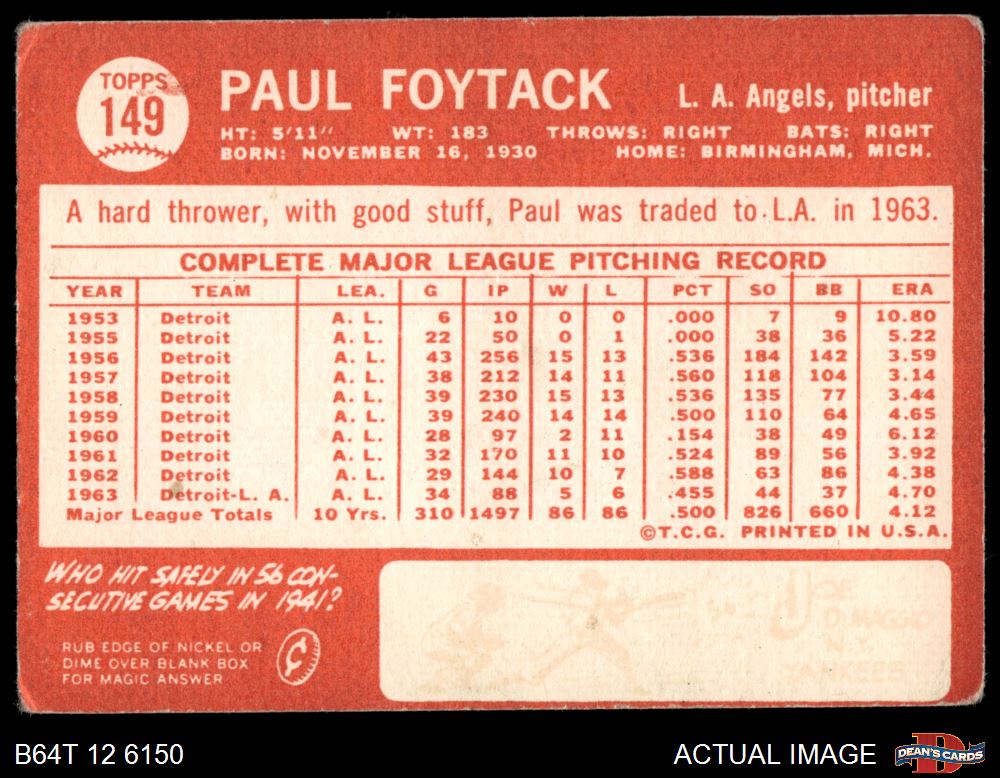 TOPPS
149
PAUL FOYTACK
L. A. Angels, pitcher
HT: 5'11" WT: 183 THROWS: RIGHT BATS: RIGHT
BORN: NOVEMBER 16, 1930 HOME: BIRMINGHAM, MICH.
A hard thrower, with good stuff, Paul was traded to L.A. in 1963.
COMPLETE MAJOR LEAGUE PITCHING RECORD
YEAR TEAM LEA. G IP W L PCT SO BB ERA
1953 Detroit A. L. 6 10 0 0 .000 7 9 10.80
1955 Detroit A. L. 22 50 0 1 .000 38 36 5.22
1956 Detroit A. L. 43 256 15 13 .536 184 142 3.59
1957 Detroit A. L. 38 212 14 11 .560 118 104 3.14
1958 Detroit A. L. 39 230 15 13 .536 135 77 3.44
1959 Detroit A. L. 39 240 14 14 .500 110 64 4.65
1960 Detroit A. L. 28 97 2 11 .154 38 49 6.12
1961 Detroit A. L. 32 170 11 10 .524 89 56 3.92
1962 Detroit A. L. 29 144 10 7 .588 63 86 4.38
1963 Detroit-L. A. A. L. 34 88 5 6 .455 44 37 4.70
Major League Totals 10 Yrs. 310 1497 86 86 .500 826 660 4.12
©T.C.G. PRINTED IN U.S.A.
WHO HIT SAFELY IN 56 CON-
SECUTIVE GAMES IN 1941?
RUB EDGE OF NICKEL OR
DIME OVER BLANK BOX
FOR MAGIC ANSWER
JOE
DIMAGGIO
N.Y.
YANKEES
B64T 12 6150
ACTUAL IMAGE
DEAN'S CARDS